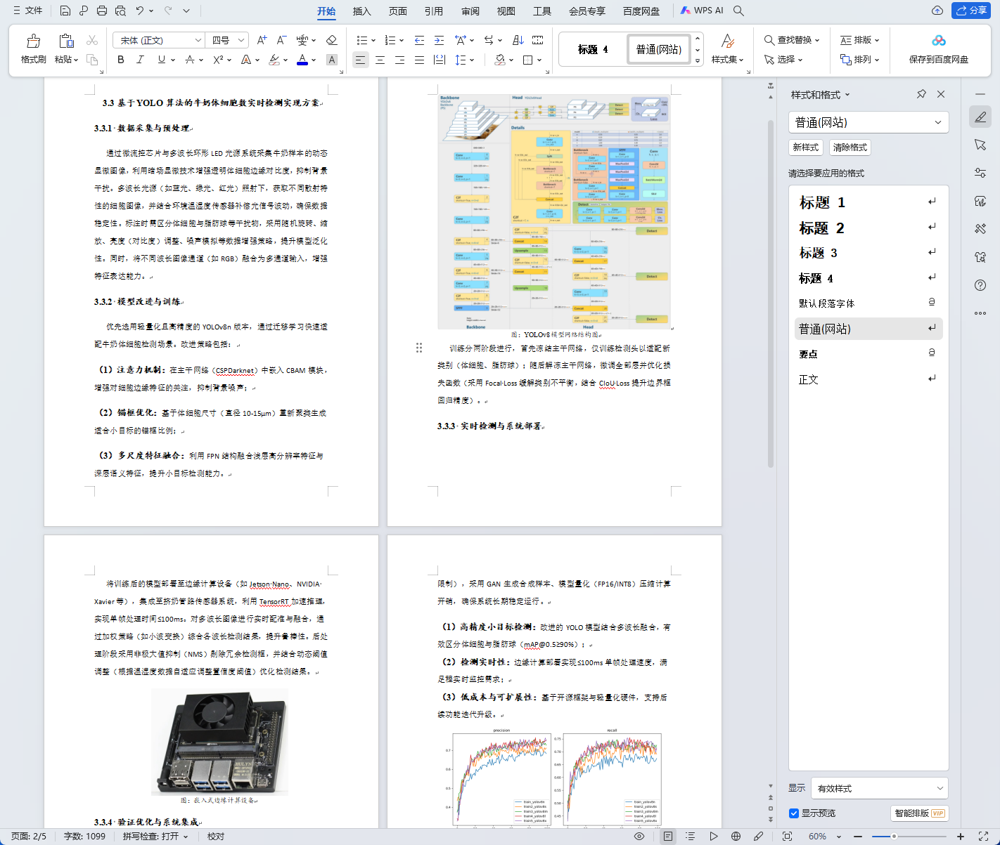 文件
开始 插入 页面 引用 审阅 视图 工具 会员专享 百度网盘 WPS AI
分享
格式刷 粘贴
宋体 (正文) 四号
标题 4 普通(网站) 样式集
查找替换 选择
排版 排列
保存到百度网盘
3.3 基于 YOLO 算法的牛奶体细胞数实时检测实现方案
3.3.1 数据采集与预处理
通过微流控芯片与多波长环形 LED 光源系统采集牛奶样本的动态
显微图像，利用暗场显微技术增强透明体细胞边缘对比度，抑制背景
干扰。多波长光源（如蓝光、绿光、红光）照射下，获取不同散射特
性的细胞图像，并结合环境温湿度传感器补偿光信号波动，确保数据
稳定性。标注时需区分体细胞与脂肪球等干扰物，采用随机旋转、缩
放、亮度（对比度）调整、噪声模拟等数据增强策略，提升模型泛化
性。同时，将不同波长图像通道（如 RGB）融合为多通道输入，增强
特征表达能力。
3.3.2 模型改进与训练
优先选用轻量化且高精度的 YOLOv8n 版本，通过迁移学习快速适
配牛奶体细胞检测场景。改进策略包括：
（1）注意力机制：在主干网络（CSPDarknet）中嵌入 CBAM 模块，
增强对细胞边缘特征的关注，抑制背景噪声；
（2）锚框优化：基于体细胞尺寸（直径 10-15μm）重新聚类生成
适合小目标的锚框比例；
（3）多尺度特征融合：利用 FPN 结构融合浅层高分辨率特征与
深层语义特征，提升小目标检测能力。
Backbone
Head
Details
Backbone Head
图：YOLOv8 模型网络结构图
训练分两阶段进行，首先冻结主干网络，仅训练检测头以适配新
类别（体细胞、脂肪球）；随后解冻主干网络，微调全部层并优化损
失函数（采用 Focal Loss 缓解类别不平衡，结合 CIoU Loss 提升边界框
回归精度）。
3.3.3 实时检测与系统部署
将训练后的模型部署至边缘计算设备（如 Jetson Nano、NVIDIA
Xavier 等），集成至挤奶管路传感器系统，利用 TensorRT 加速推理，
实现单帧处理时间≤100ms。对多波长图像进行实时配准与融合，通
过加权策略（如小波变换）综合各波长检测结果，提升鲁棒性。后处
理阶段采用非极大值抑制（NMS）剔除冗余检测框，并结合动态阈值
调整（根据温湿度数据自适应调整置信度阈值）优化检测结果。
图：嵌入式边缘计算设备
3.3.4 验证优化与系统集成
限制），采用 GAN 生成合成样本、模型量化（FP16/INT8）压缩计算
开销，确保系统长期稳定运行。
（1）高精度小目标检测：改进的 YOLO 模型结合多波长融合，有
效区分体细胞与脂肪球（mAP@0.5≥90%）；
（2）检测实时性：边缘计算部署实现≤100ms 单帧处理速度，满
足程实时监控需求；
（3）低成本与可扩展性：基于开源框架与轻量化硬件，支持后
续功能迭代升级。
precision recall
样式和格式
普通(网站)
新样式 清除格式
请选择要应用的格式
标题 1
标题 2
标题 3
标题 4
默认段落字体
普通(网站)
要点
正文
显示 有效样式
显示预览 智能排版 VIP
页面: 2/5 字数: 1099 拼写检查: 打开 校对
60%